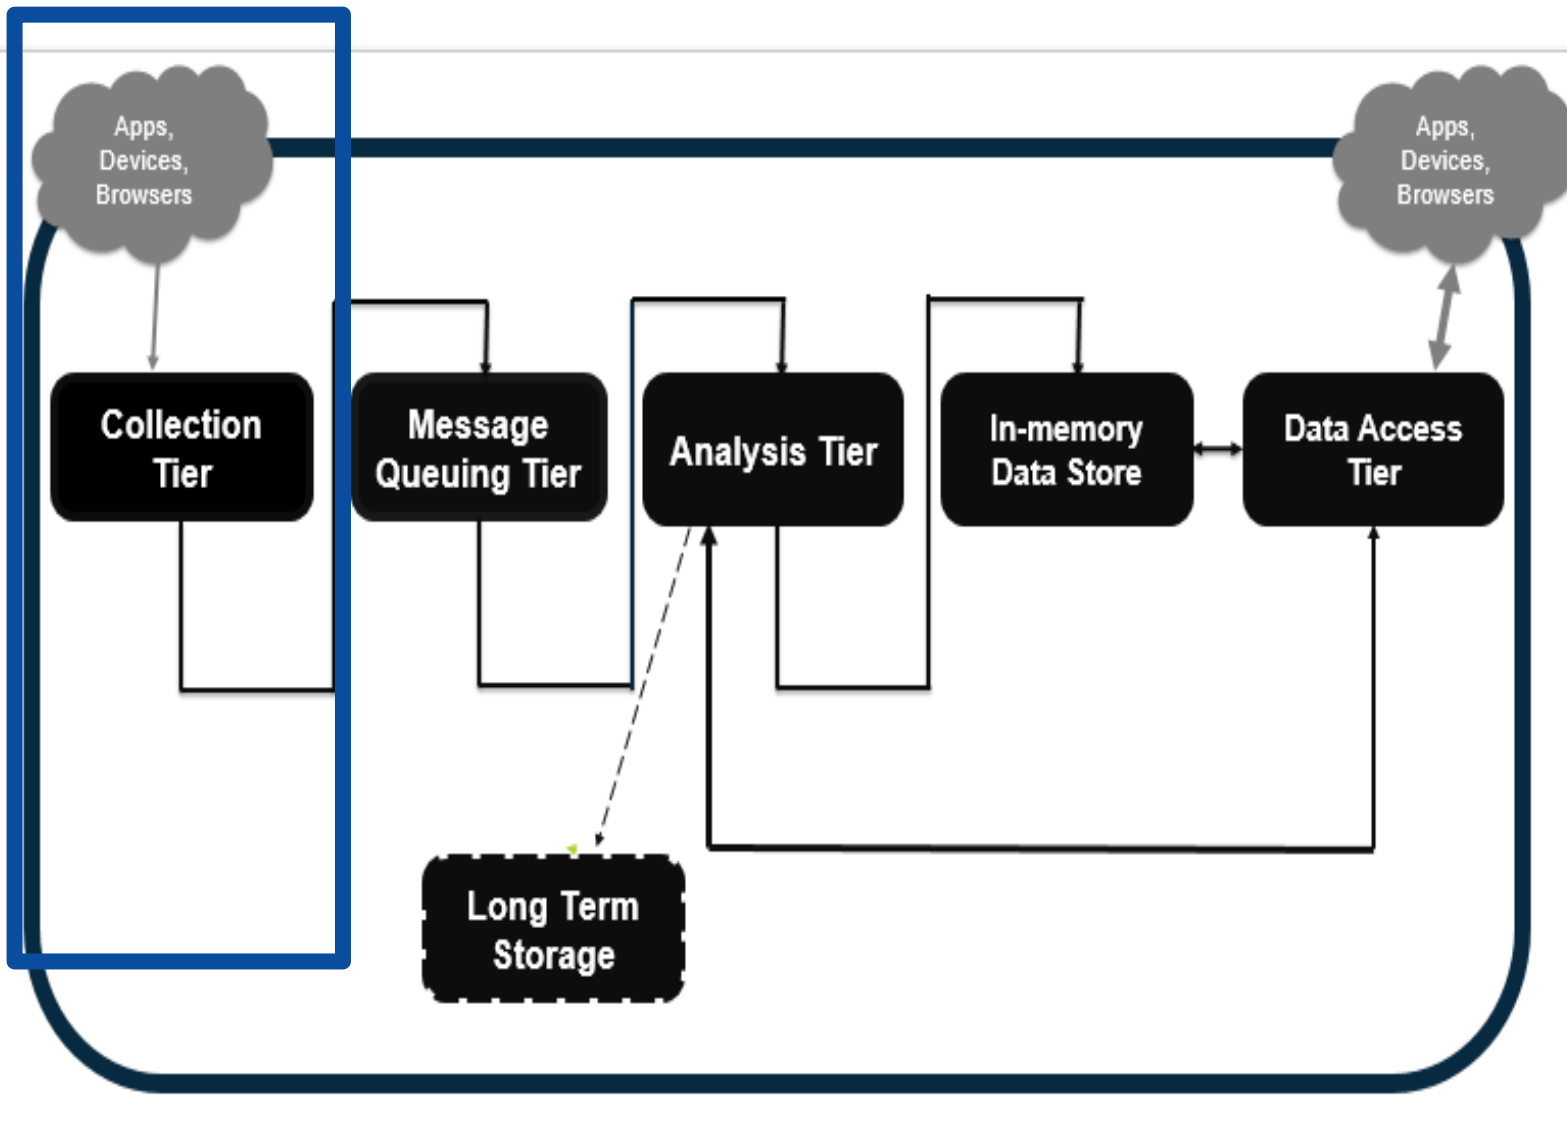 Apps,
Devices,
Browsers
Apps,
Devices,
Browsers
Collection
Tier
Message
Queuing Tier
Analysis Tier
In-memory
Data Store
Data Access
Tier
Long Term
Storage